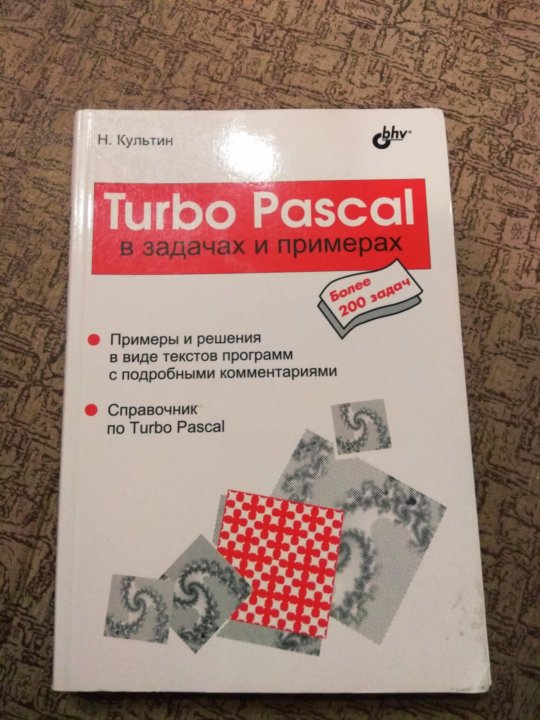 Н. Культин
bhv®
Turbo Pascal
в задачах и примерах
Более
200 задач
Примеры и решения
в виде текстов программ
с подробными комментариями
Справочник
по Turbo Pascal